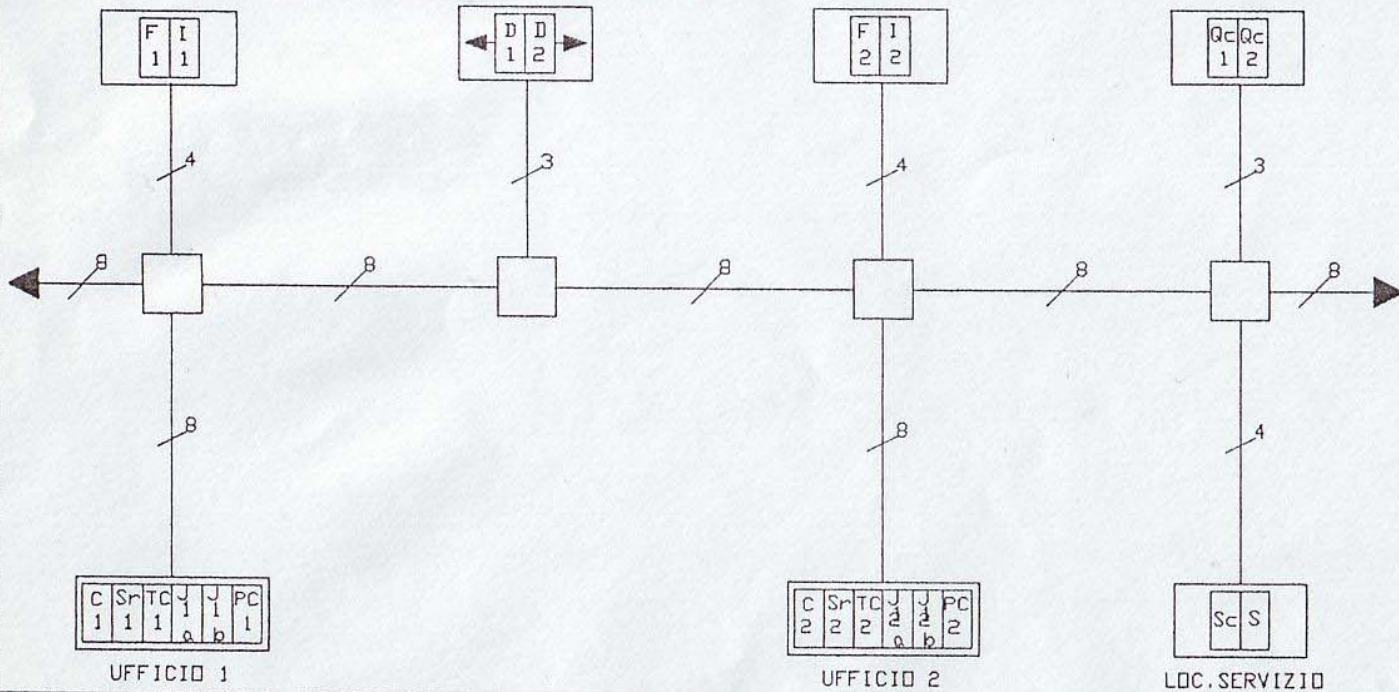 F I
1 1
D D
1 2
F I
2 2
Qc Qc
1 2
4
3
4
3
8
8
8
8
8
8
8
4
C Sr TC J J PC
1 1 1 1 1 1
a b
C Sr TC J J PC
2 2 2 2 2 2
a b
Sc S
UFFICIO 1
UFFICIO 2
LOC.SERVIZIO